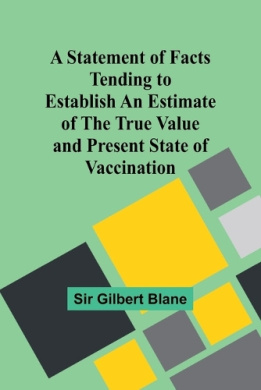 A Statement of Facts
Tending to
Establish An Estimate
of The True Value
and Present State of
Vaccination
Sir Gilbert Blane